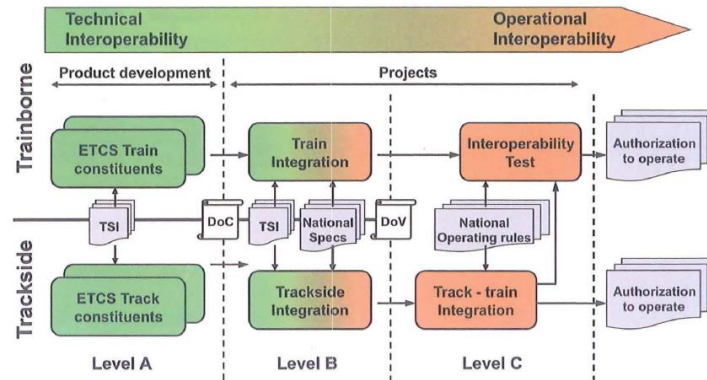 Technical
Interoperability
Operational
Interoperability
Product development
Projects
Trainborne
ETCS Train
constituents
Train
Integration
Interoperability
Test
Authorization
to operate
TSI
DoC
TSI
National
Specs
DoV
National
Operating rules
Trackside
ETCS Track
constituents
Trackside
Integration
Track - train
Integration
Authorization
to operate
Level A
Level B
Level C